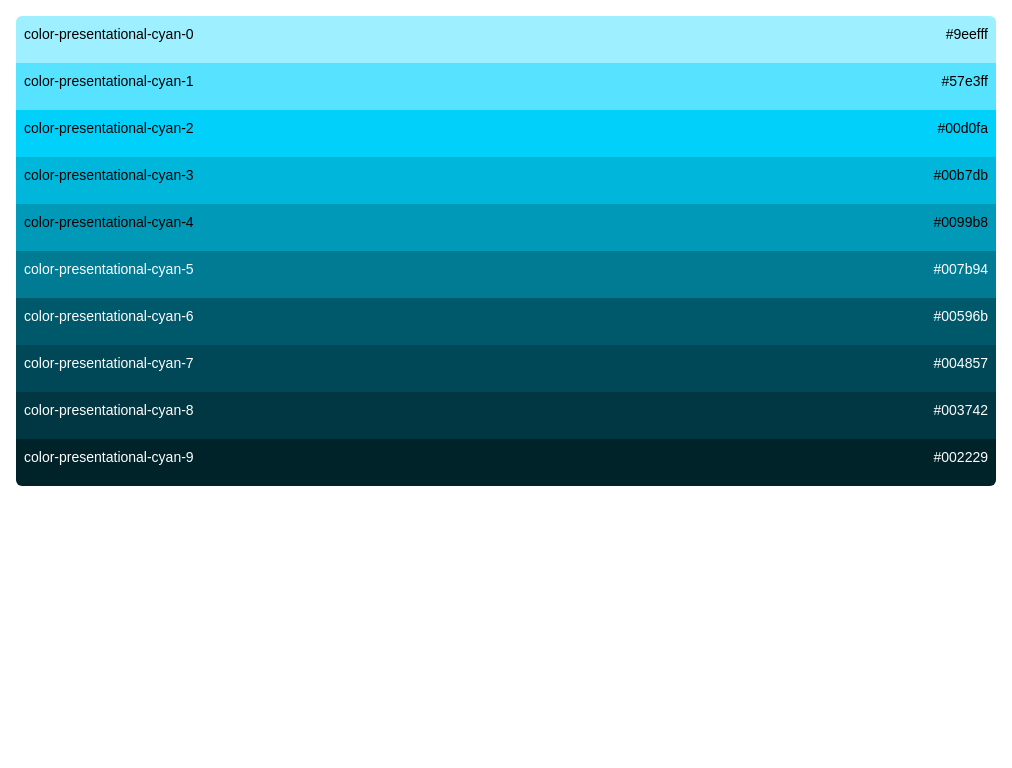 color-presentational-cyan-0 #9eefff
color-presentational-cyan-1 #57e3ff
color-presentational-cyan-2 #00d0fa
color-presentational-cyan-3 #00b7db
color-presentational-cyan-4 #0099b8
color-presentational-cyan-5 #007b94
color-presentational-cyan-6 #00596b
color-presentational-cyan-7 #004857
color-presentational-cyan-8 #003742
color-presentational-cyan-9 #002229